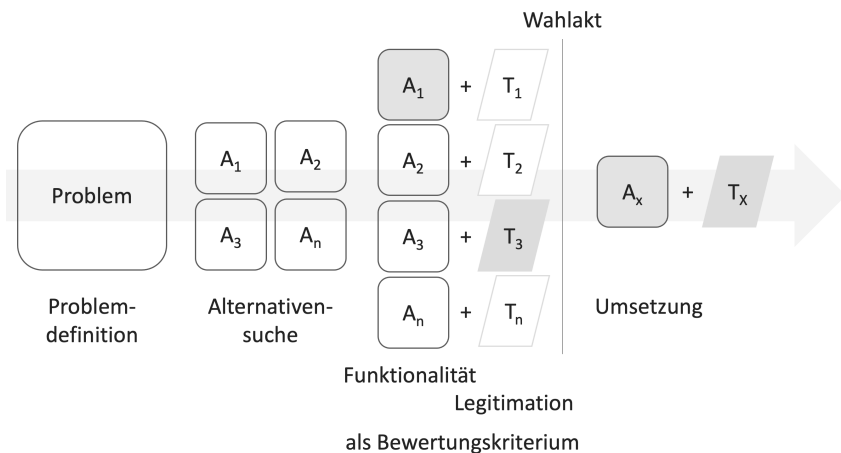 Wahlakt
A₁ + T₁
A₁ A₂
A₂ + T₂
Problem
Aₓ + Tₓ
A₃ Aₙ
A₃ + T₃
Aₙ + Tₙ
Problem-
definition
Alternativen-
suche
Umsetzung
Funktionalität
Legitimation
als Bewertungskriterium